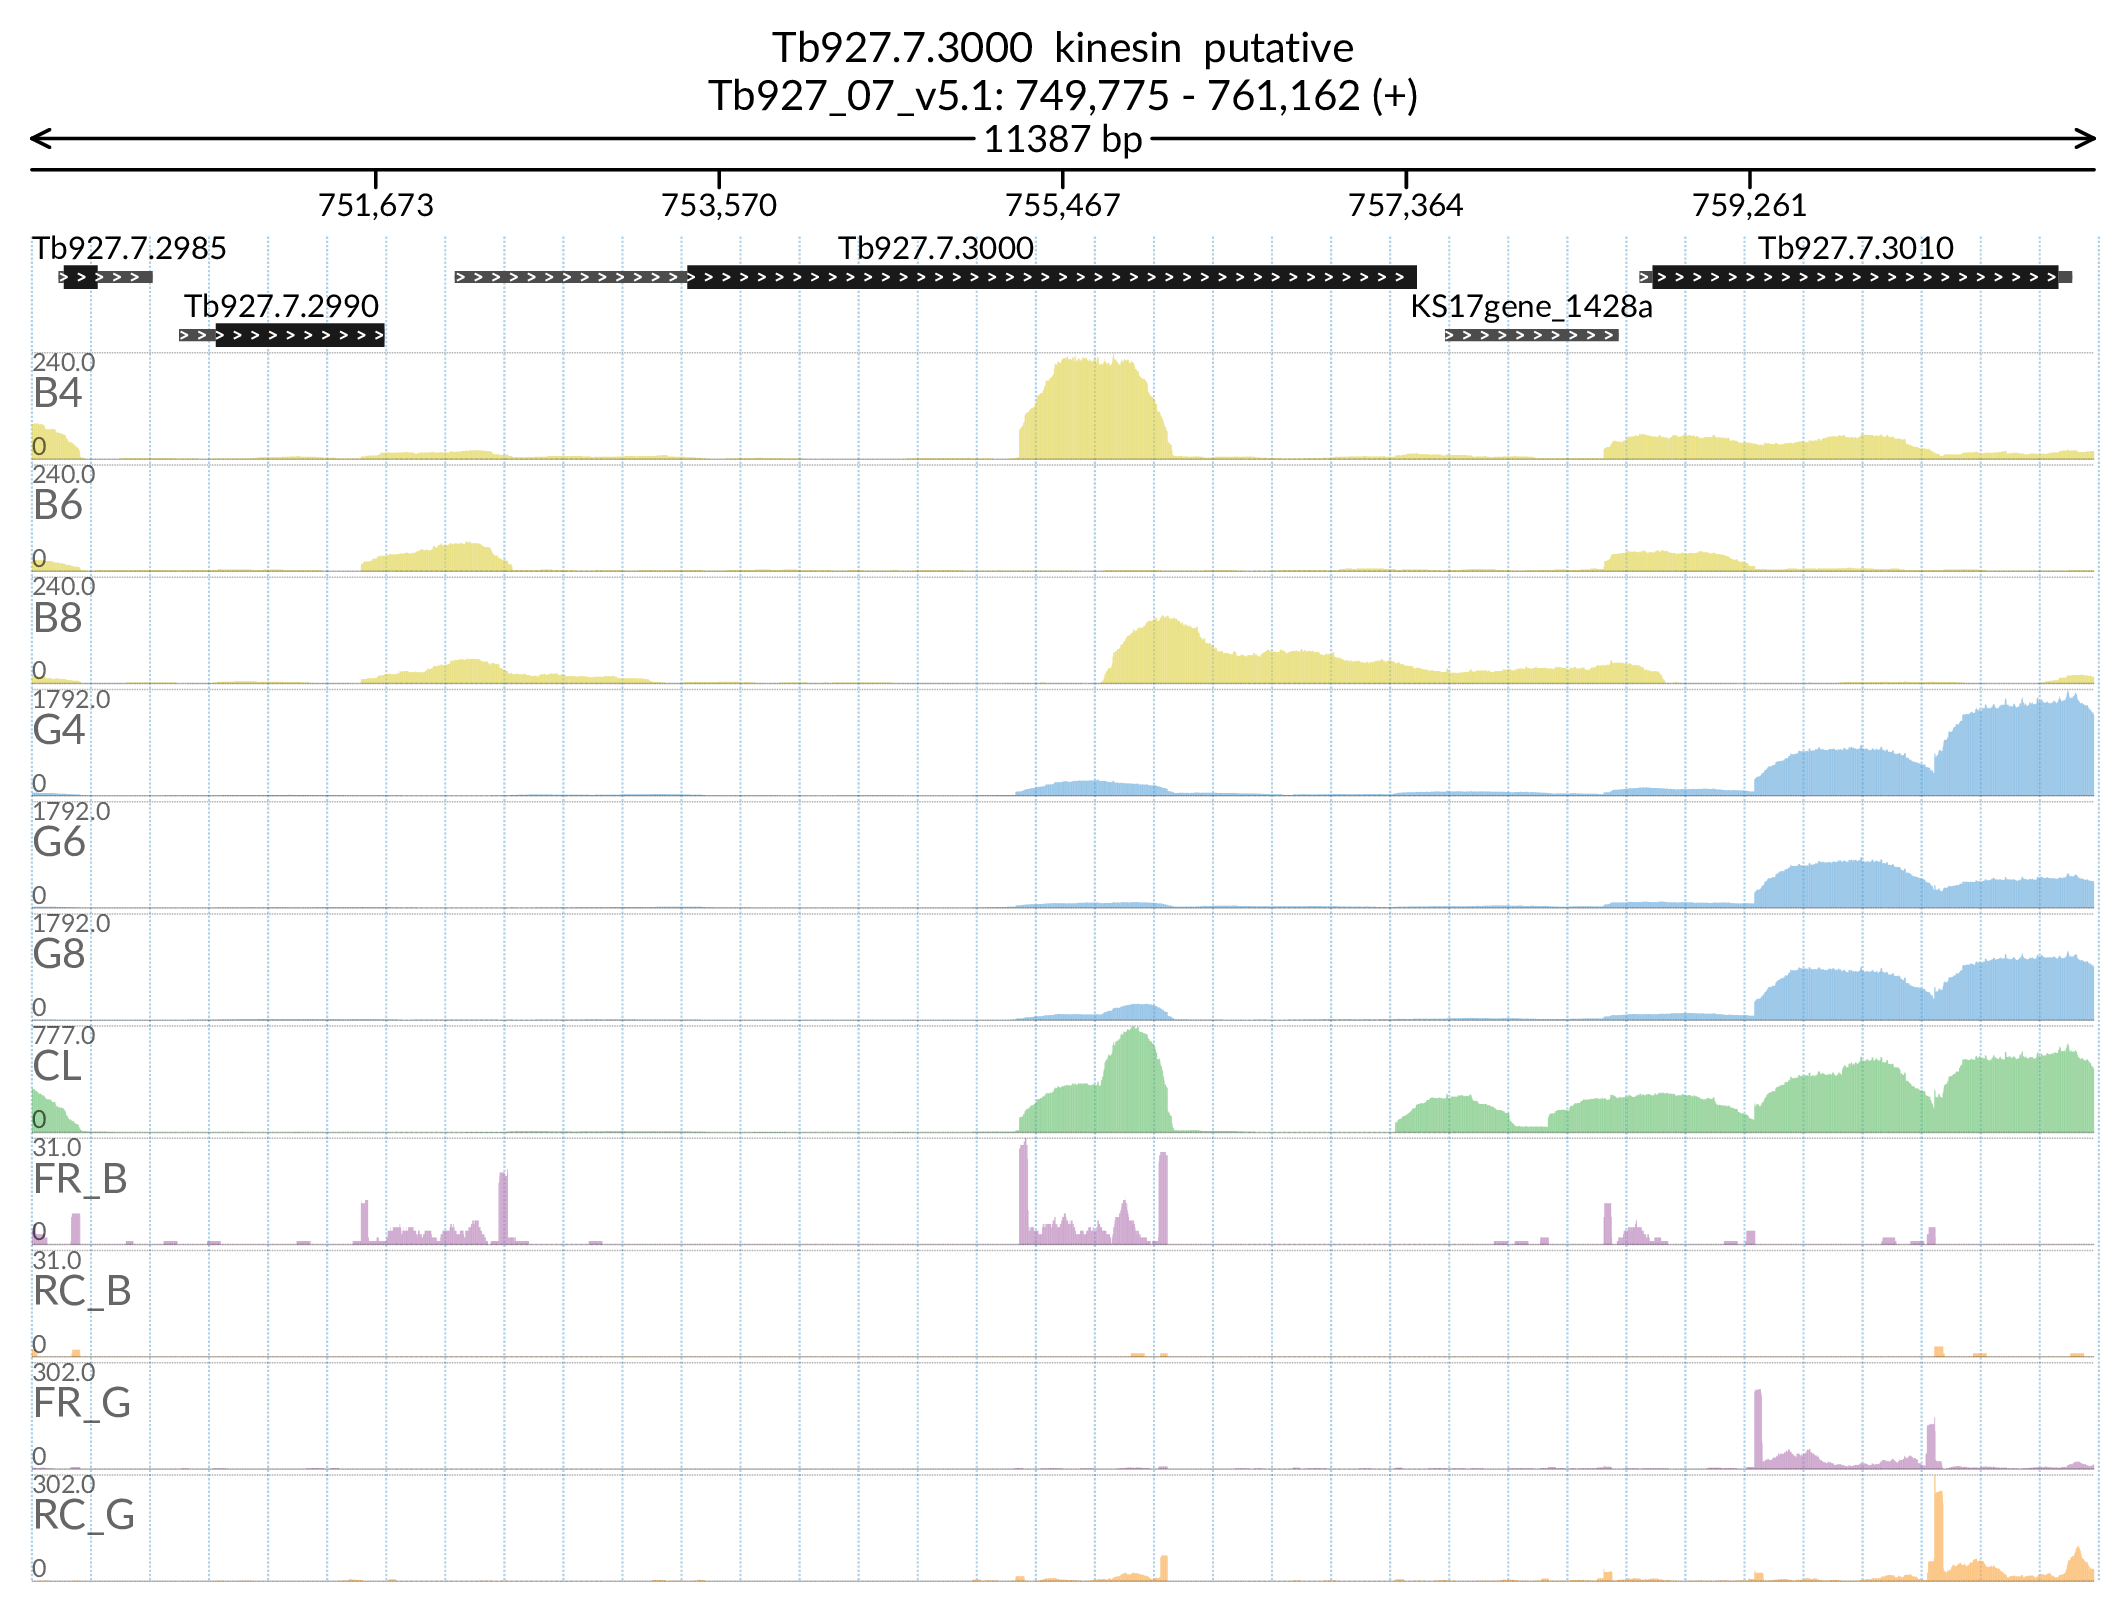 Tb927.7.3000 kinesin putative
Tb927_07_v5.1: 749,775 - 761,162 (+)
11387 bp
751,673 753,570 755,467 757,364 759,261
Tb927.7.2985 Tb927.7.3000 Tb927.7.3010
Tb927.7.2990 KS17gene_1428a
240.0
B4
0
240.0
B6
0
240.0
B8
0
1792.0
G4
0
1792.0
G6
0
1792.0
G8
0
777.0
CL
0
31.0
FR_B
0
31.0
RC_B
0
302.0
FR_G
0
302.0
RC_G
0